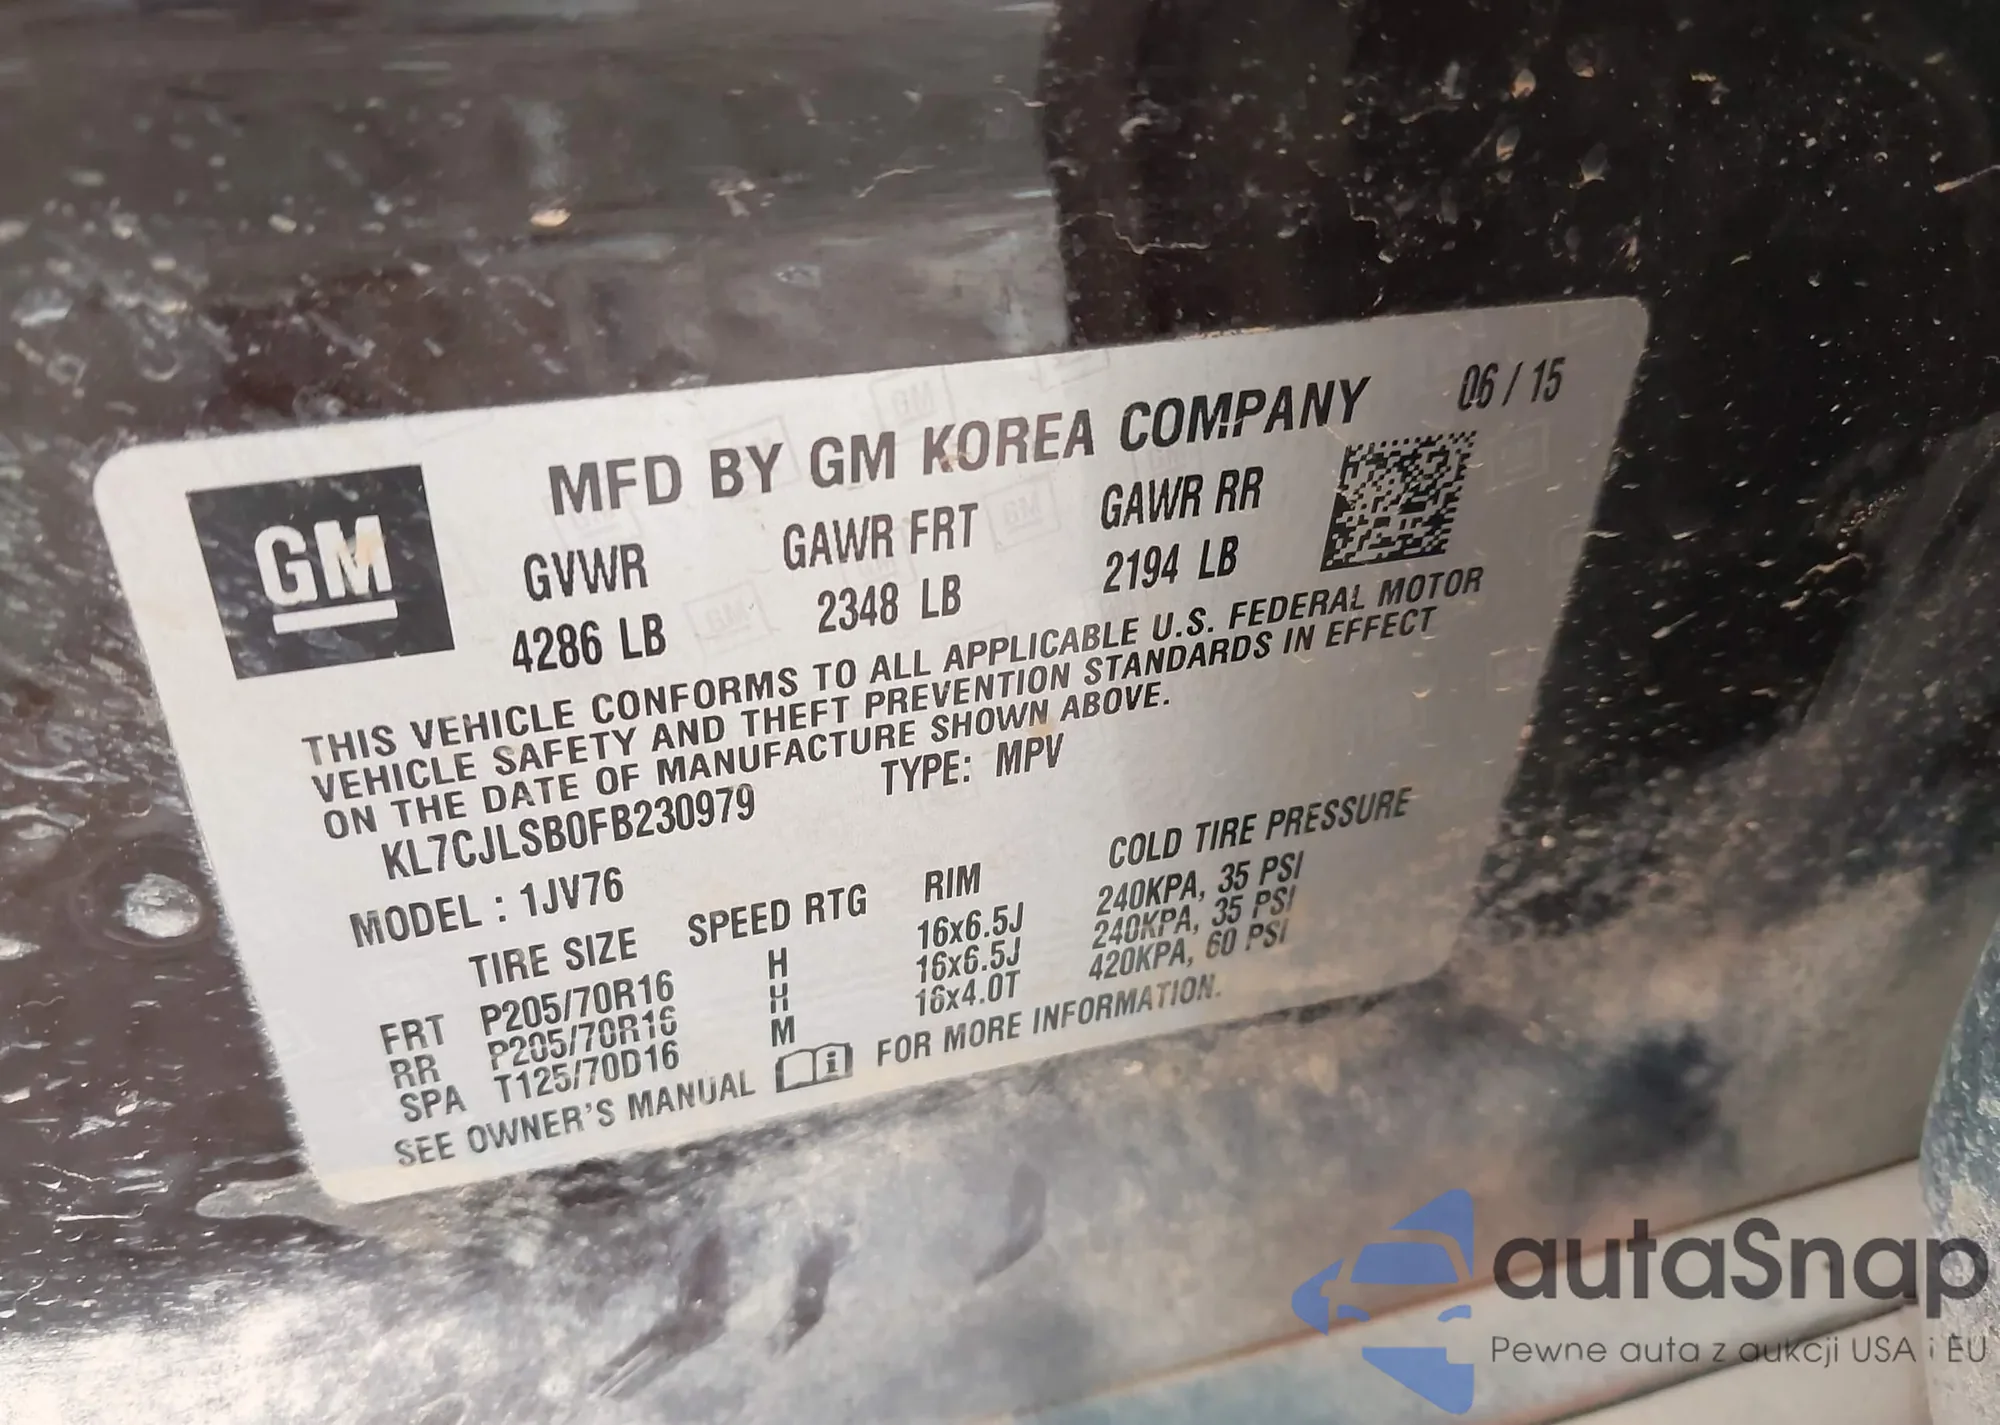 06/15
MFD BY GM KOREA COMPANY
GM
GVWR GAWR FRT GAWR RR
4286 LB 2348 LB 2194 LB
THIS VEHICLE CONFORMS TO ALL APPLICABLE U.S. FEDERAL MOTOR
VEHICLE SAFETY AND THEFT PREVENTION STANDARDS IN EFFECT
ON THE DATE OF MANUFACTURE SHOWN ABOVE.
KL7CJLSB0FB230979 TYPE: MPV
MODEL : 1JV76
TIRE SIZE SPEED RTG RIM COLD TIRE PRESSURE
FRT P205/70R16 H 16x6.5J 240KPA, 35 PSI
RR P205/70R16 H 16x6.5J 240KPA, 35 PSI
SPA T125/70D16 M 16x4.0T 420KPA, 60 PSI
SEE OWNER'S MANUAL FOR MORE INFORMATION.
autaSnap
Pewne auta z aukcji USA i EU